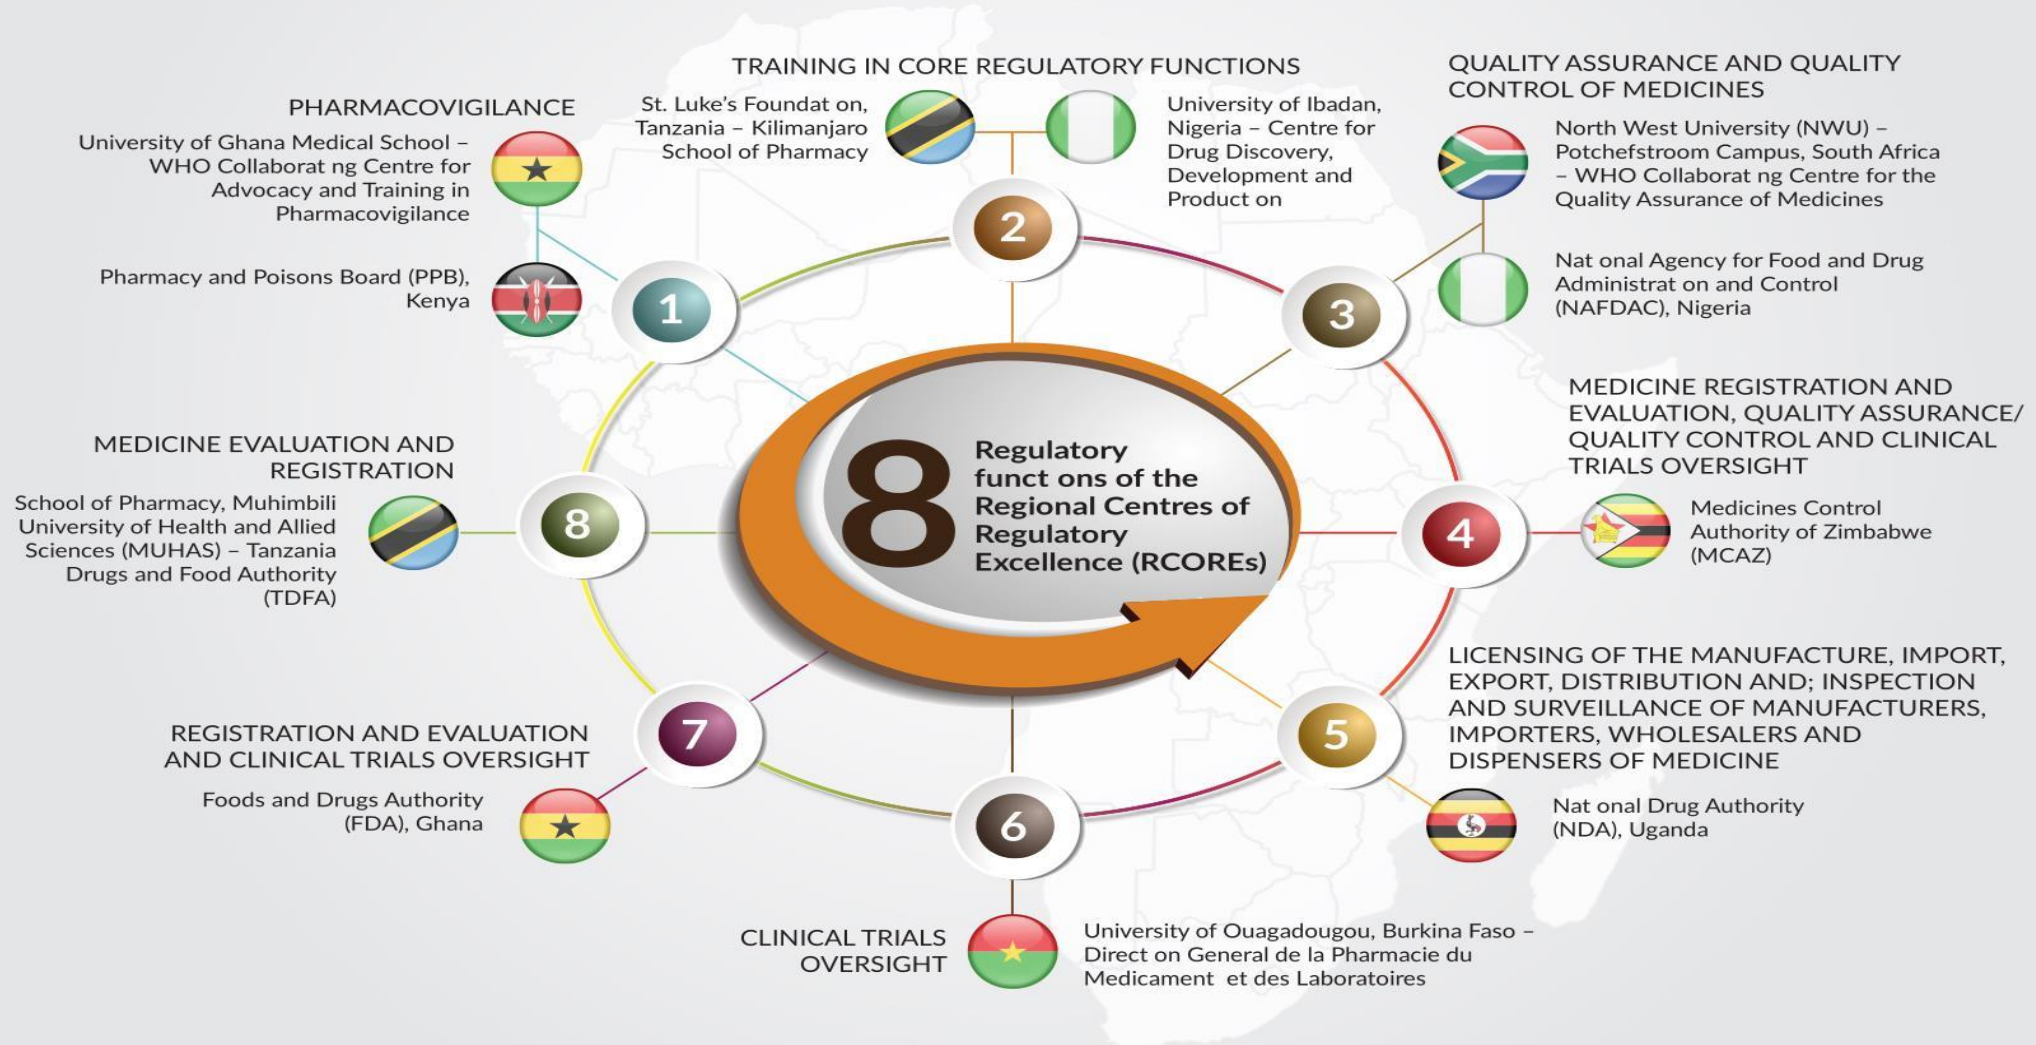 TRAINING IN CORE REGULATORY FUNCTIONS
St. Luke's Foundat on,
Tanzania – Kilimanjaro
School of Pharmacy
University of Ibadan,
Nigeria – Centre for
Drug Discovery,
Development and
Product on
QUALITY ASSURANCE AND QUALITY
CONTROL OF MEDICINES
North West University (NWU) –
Potchefstroom Campus, South Africa
– WHO Collaborat ng Centre for the
Quality Assurance of Medicines
Nat onal Agency for Food and Drug
Administrat on and Control
(NAFDAC), Nigeria
PHARMACOVIGILANCE
University of Ghana Medical School –
WHO Collaborat ng Centre for
Advocacy and Training in
Pharmacovigilance
Pharmacy and Poisons Board (PPB),
Kenya
1
2
3
MEDICINE REGISTRATION AND
EVALUATION, QUALITY ASSURANCE/
QUALITY CONTROL AND CLINICAL
TRIALS OVERSIGHT
Medicines Control
Authority of Zimbabwe
(MCAZ)
MEDICINE EVALUATION AND
REGISTRATION
School of Pharmacy, Muhimbili
University of Health and Allied
Sciences (MUHAS) – Tanzania
Drugs and Food Authority
(TDFA)
8
8
Regulatory
funct ons of the
Regional Centres of
Regulatory
Excellence (RCOREs)
4
LICENSING OF THE MANUFACTURE, IMPORT,
EXPORT, DISTRIBUTION AND; INSPECTION
AND SURVEILLANCE OF MANUFACTURERS,
IMPORTERS, WHOLESALERS AND
DISPENSERS OF MEDICINE
Nat onal Drug Authority
(NDA), Uganda
5
REGISTRATION AND EVALUATION
AND CLINICAL TRIALS OVERSIGHT
Foods and Drugs Authority
(FDA), Ghana
7
6
CLINICAL TRIALS
OVERSIGHT
University of Ouagadougou, Burkina Faso –
Direct on General de la Pharmacie du
Medicament et des Laboratoires